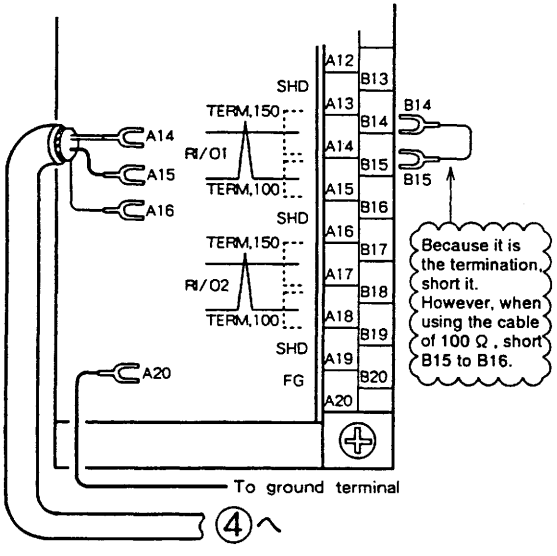 SHD
TERM,150
RI/O1
TERM,100
SHD
TERM,150
RI/O2
TERM,100
SHD
FG
A14
A15
A16
A20
A12
A13
A14
A15
A16
A17
A18
A19
A20
B13
B14
B15
B16
B17
B18
B19
B20
B14
B15
Because it is
the termination,
short it.
However, when
using the cable
of 100 Ω , short
B15 to B16.
To ground terminal
④へ